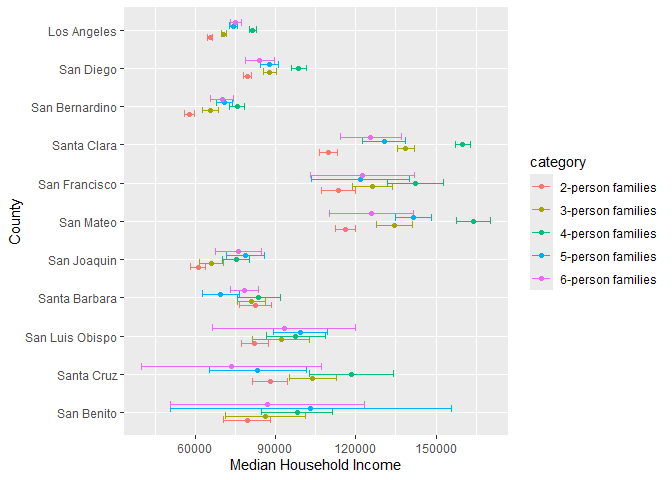 County
Los Angeles
San Diego
San Bernardino
Santa Clara
San Francisco
San Mateo
San Joaquin
Santa Barbara
San Luis Obispo
Santa Cruz
San Benito
60000 90000 120000 150000
Median Household Income
category
2-person families
3-person families
4-person families
5-person families
6-person families